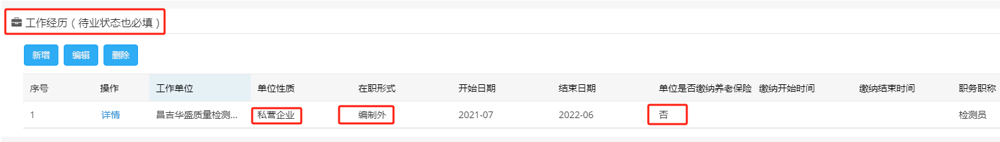 工作经历（待业状态也必填）
新增 编辑 删除
序号 操作 工作单位 单位性质 在职形式 开始日期 结束日期 单位是否缴纳养老保险 缴纳开始时间 缴纳结束时间 职务职称
1 详情 昌吉华盛质量检测... 私营企业 编制外 2021-07 2022-06 否 检测员